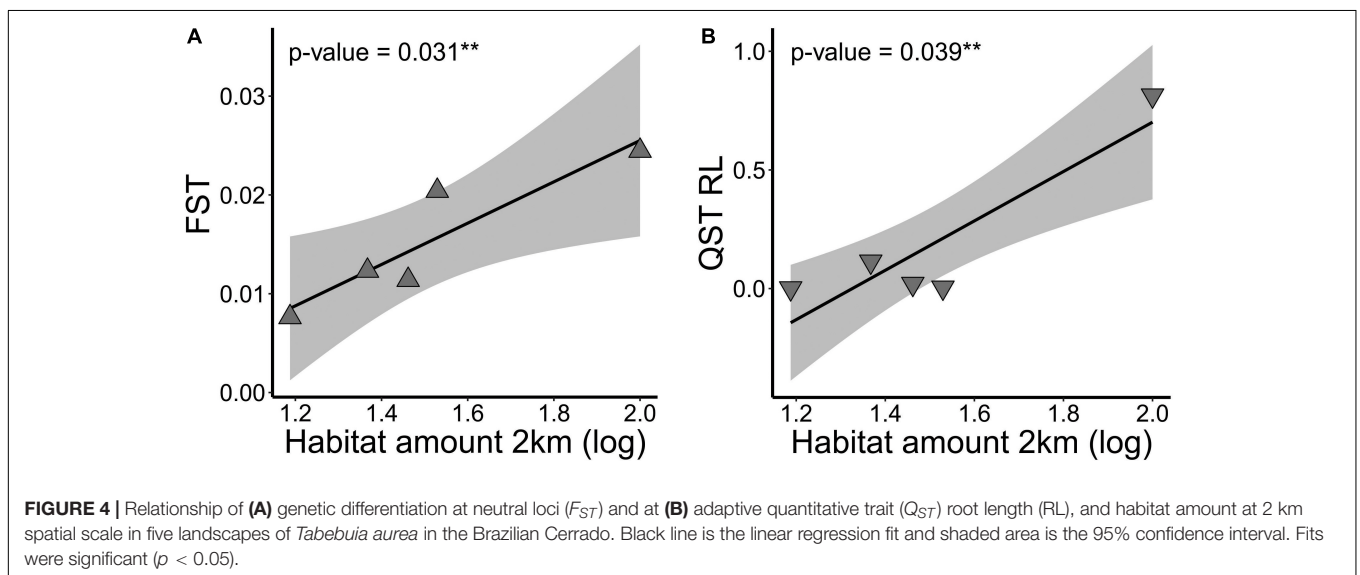 A
p-value = 0.031**
FST
0.03
0.02
0.01
0.00
1.2 1.4 1.6 1.8 2.0
Habitat amount 2km (log)
B
p-value = 0.039**
QST RL
1.0
0.5
0.0
1.2 1.4 1.6 1.8 2.0
Habitat amount 2km (log)
FIGURE 4 | Relationship of (A) genetic differentiation at neutral loci (FST) and at (B) adaptive quantitative trait (QST) root length (RL), and habitat amount at 2 km
spatial scale in five landscapes of Tabebuia aurea in the Brazilian Cerrado. Black line is the linear regression fit and shaded area is the 95% confidence interval. Fits
were significant (p < 0.05).